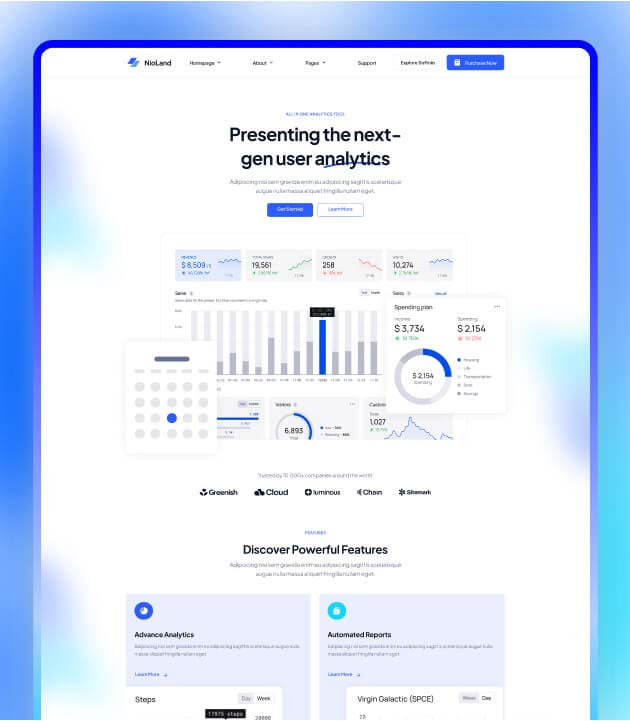 NioLand
Homepage
About
Pages
Support
Explore Softnio
Purchase Now
ALL IN ONE ANALYTICS TOOL
Presenting the next-
gen user analytics
Adipiscing nisi sem gravida enim eu adipiscing sagittis scelerisque
augue nulla massa aliquet fringilla nullam eget.
Get Started
Learn More
REVENUE
$ 8,509
TOTAL USERS
19,561
ORDERS
258
VISITS
10,274
Sales
Sales
View all
Spending plan
Income
Spending
$ 3,734
$ 2,154
$ 2,154
Spending
Housing
Life
Transportation
Debt
Savings
Visitors
6,893
Total
Custom
1,027
Trusted by 10,000+ companies around the world
Greenish
Cloud
luminous
Chain
Sitemark
FEATURES
Discover Powerful Features
Adipiscing nisi sem gravida enim eu adipiscing sagittis scelerisque
augue nulla massa aliquet fringilla nullam eget.
Advance Analytics
Adipiscing nisi sem gravida enim eu adipiscing sagittis scelerisque augue nulla
massa aliquet fringilla nullam eget.
Learn More
Automated Reports
Adipiscing nisi sem gravida enim eu adipiscing sagittis scelerisque augue nulla
massa aliquet fringilla nullam eget.
Learn More
Steps
Day
Week
17875 steps
20000
Virgin Galactic (SPCE)
Week
Day
28